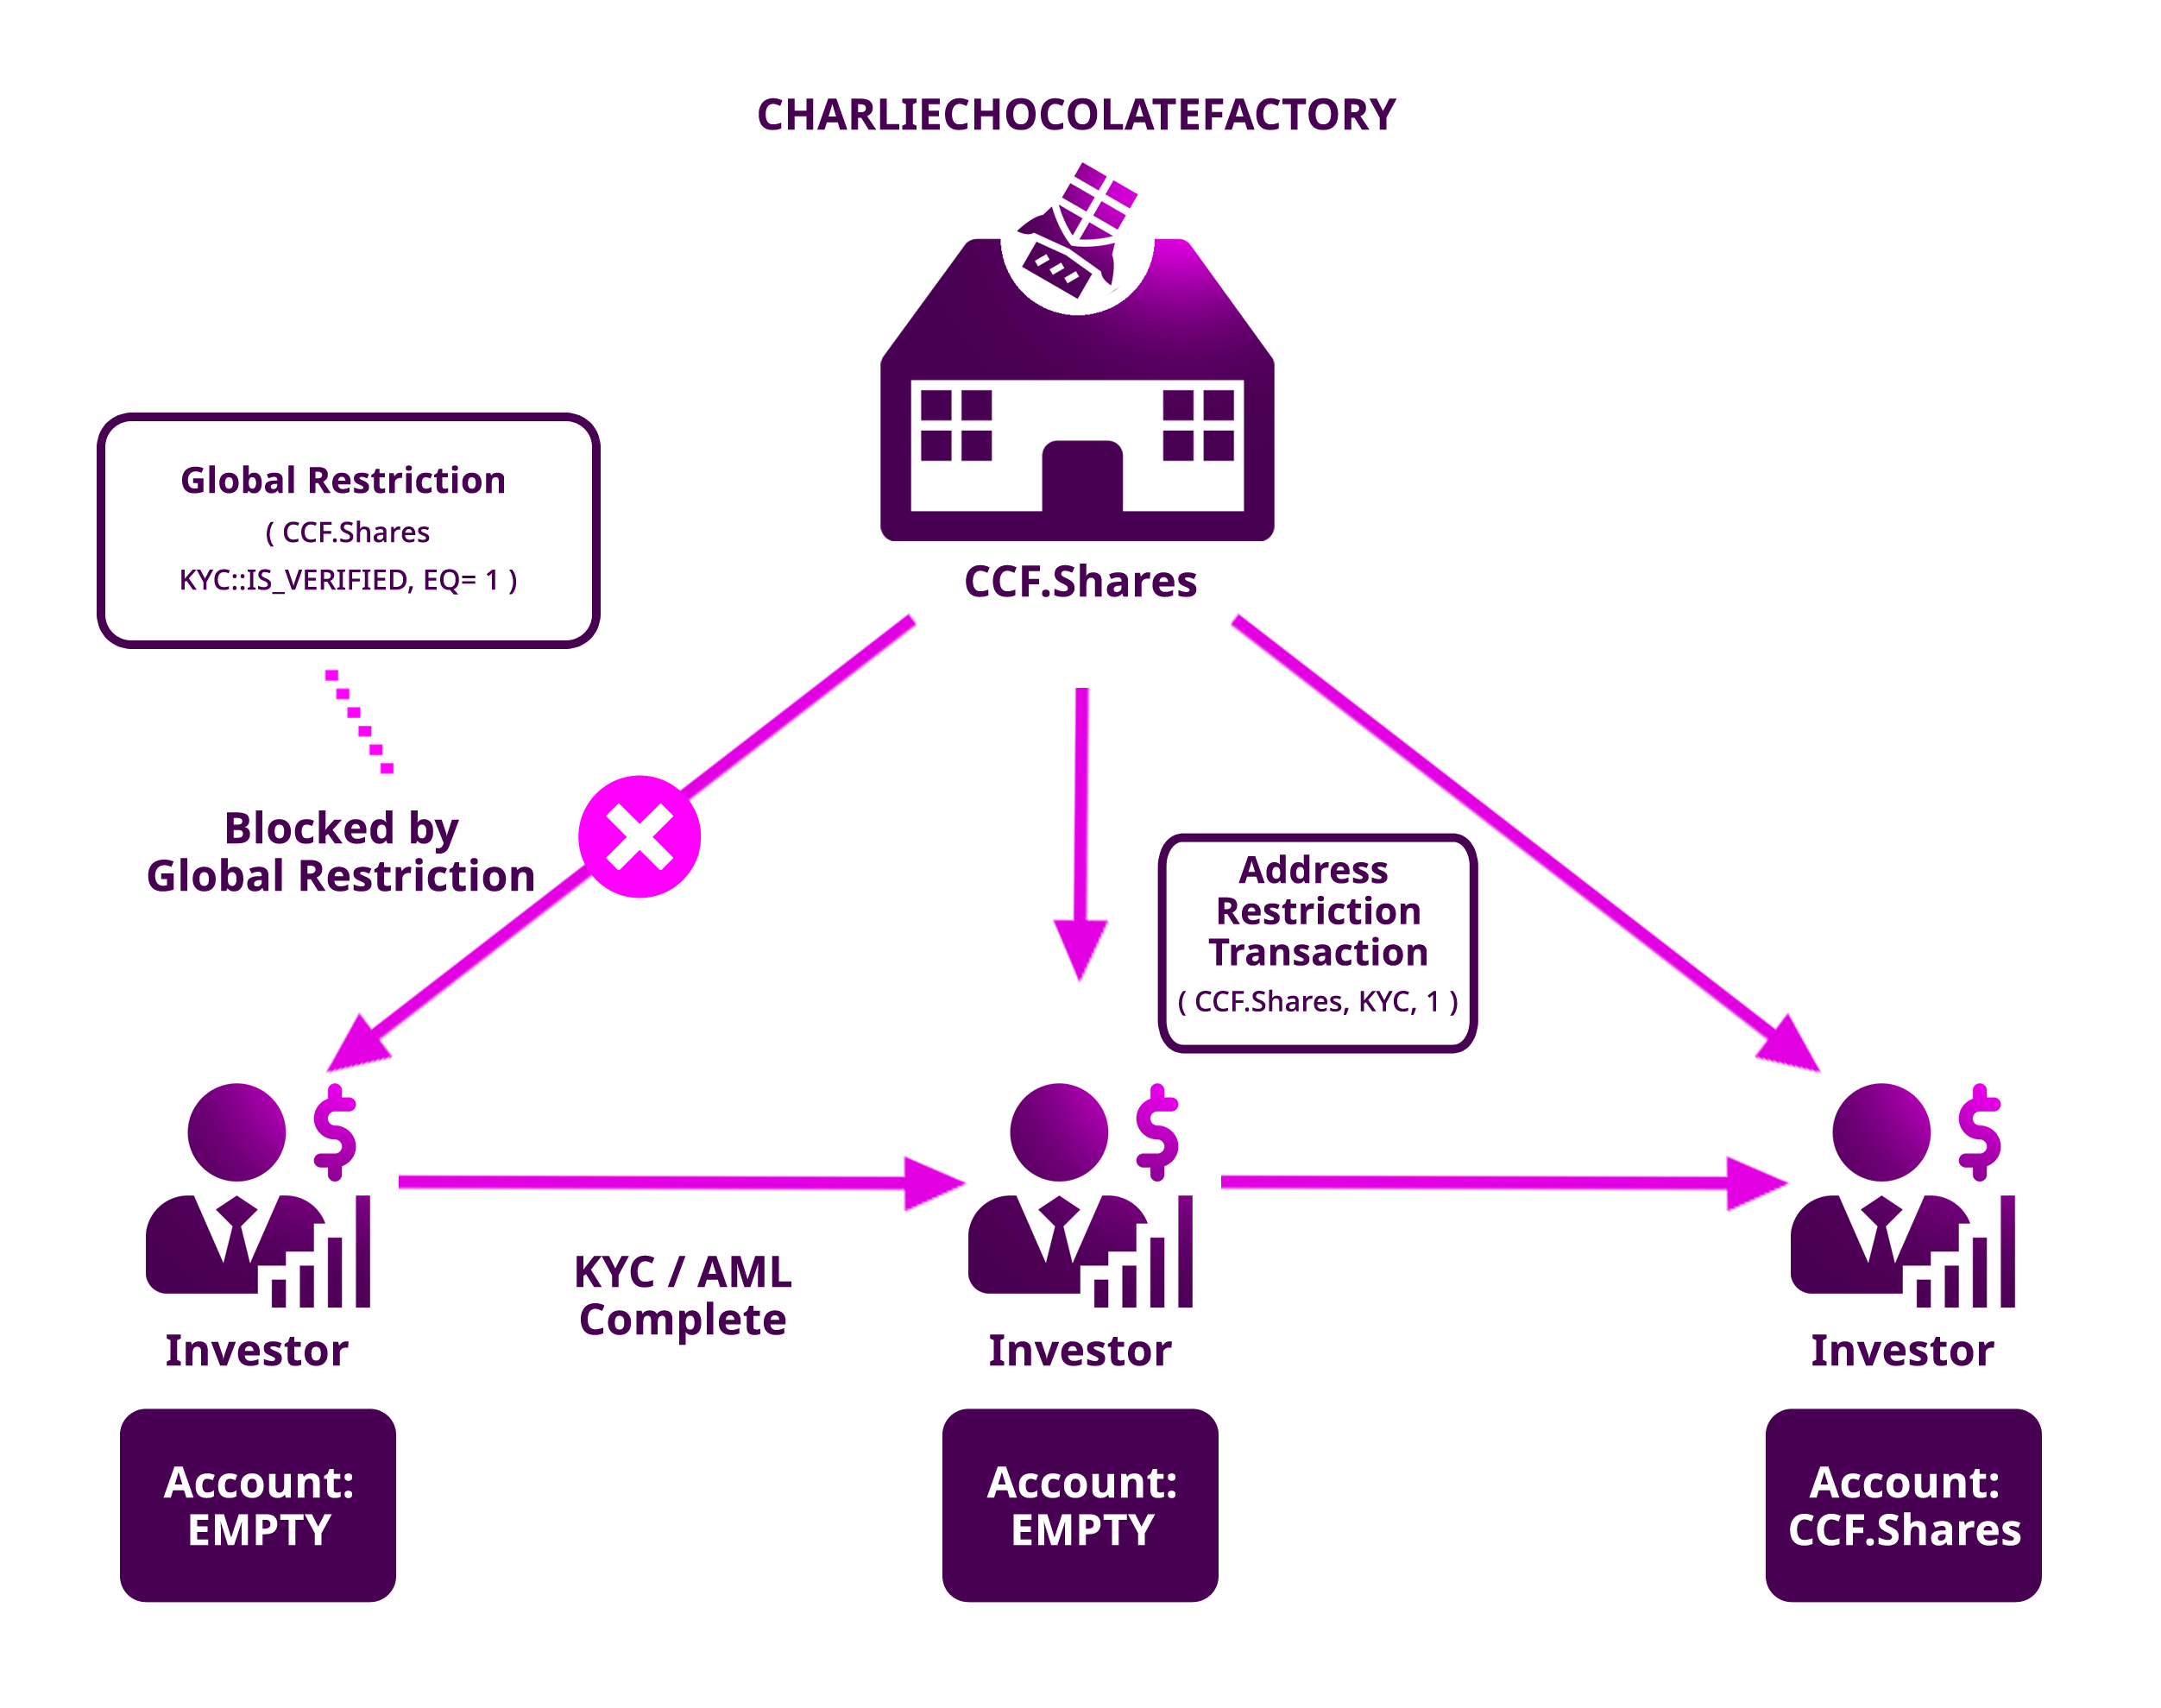 CHARLIECHOCOLATEFACTORY
Global Restriction
( CCF.Shares
KYC::IS_VERIFIED, EQ= 1 )
CCF.Shares
Blocked by
Global Restriction
Address
Restriction
Transaction
( CCF.Shares, KYC, 1 )
$
$
$
KYC / AML
Complete
Investor
Investor
Investor
Account:
EMPTY
Account:
EMPTY
Account:
CCF.Shares